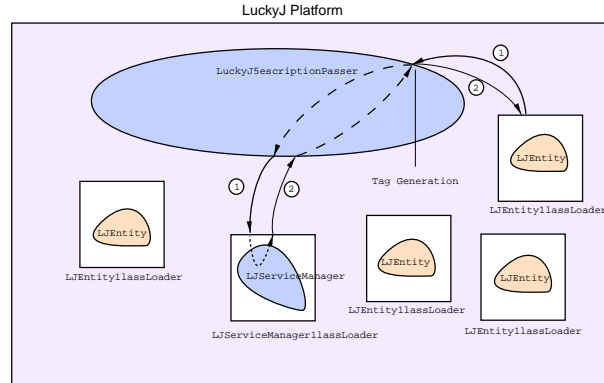 LuckyJ Platform
LuckyJ5escriptionPasser
1
2
Tag Generation
LJEntity
LJEntity1lassLoader
1
2
LJEntity
LJEntity1lassLoader
LJServiceManager
LJServiceManager1lassLoader
LJEntity
LJEntity1lassLoader
LJEntity
LJEntity1lassLoader